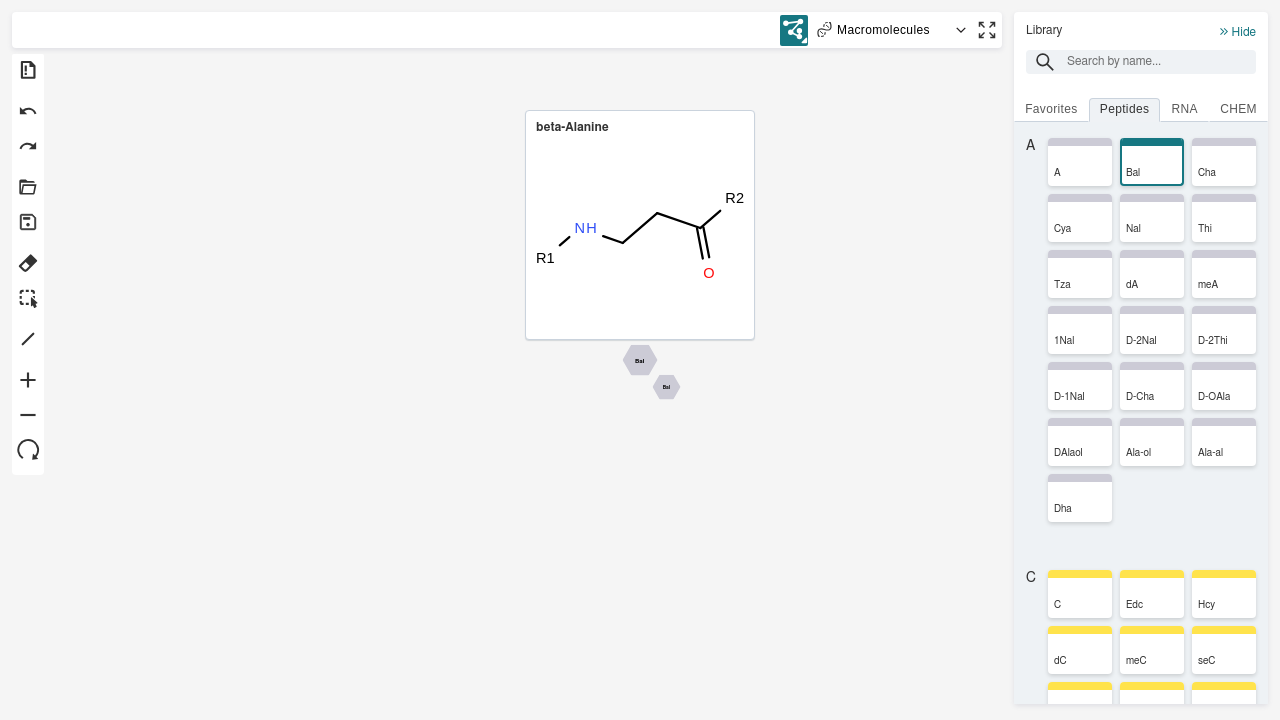 Macromolecules
Library
Hide
Search by name...
Favorites Peptides RNA CHEM
beta-Alanine
R2
NH
R1
O
Bal
Bal
A
A Bal Cha
Cya Nal Thi
Tza dA meA
1Nal D-2Nal D-2Thi
D-1Nal D-Cha D-OAla
DAlaol Ala-ol Ala-al
Dha
C
C Edc Hcy
dC meC seC